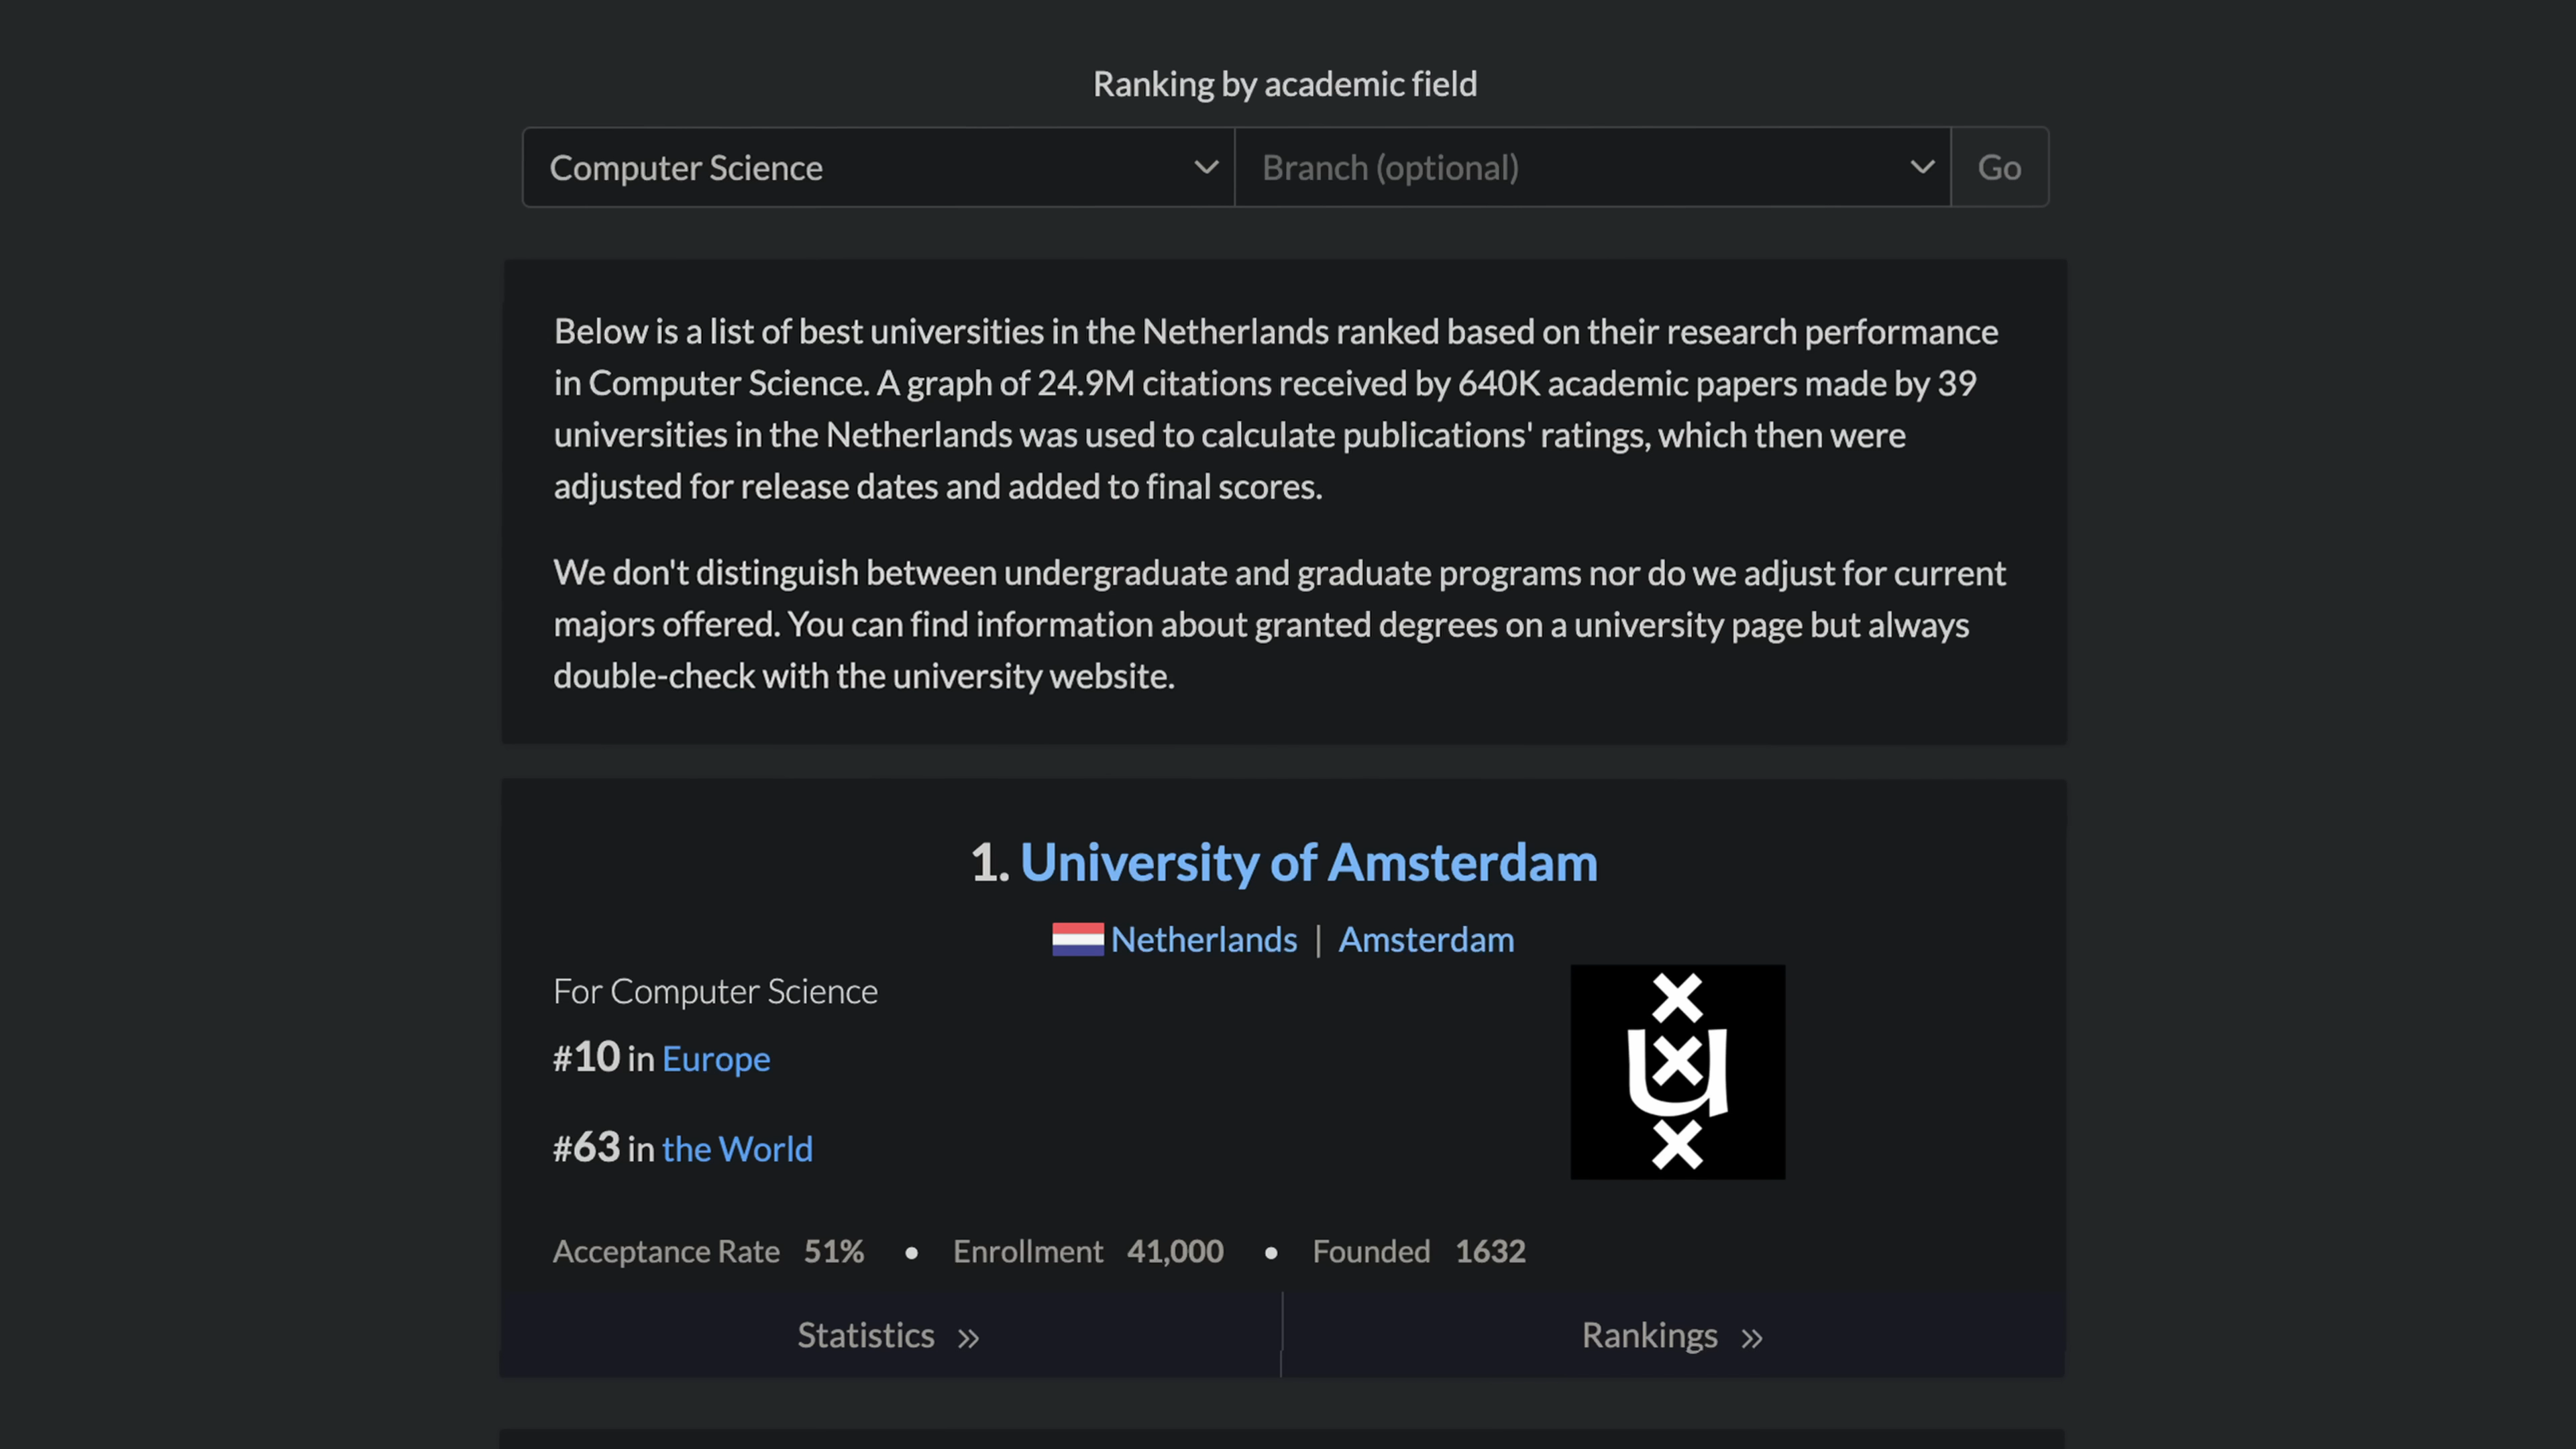 Ranking by academic field
Computer Science
Branch (optional)
Go
Below is a list of best universities in the Netherlands ranked based on their research performance
in Computer Science. A graph of 24.9M citations received by 640K academic papers made by 39
universities in the Netherlands was used to calculate publications' ratings, which then were
adjusted for release dates and added to final scores.
We don't distinguish between undergraduate and graduate programs nor do we adjust for current
majors offered. You can find information about granted degrees on a university page but always
double-check with the university website.
1. University of Amsterdam
Netherlands | Amsterdam
For Computer Science
#10 in Europe
#63 in the World
Acceptance Rate 51% • Enrollment 41,000 • Founded 1632
Statistics »
Rankings »